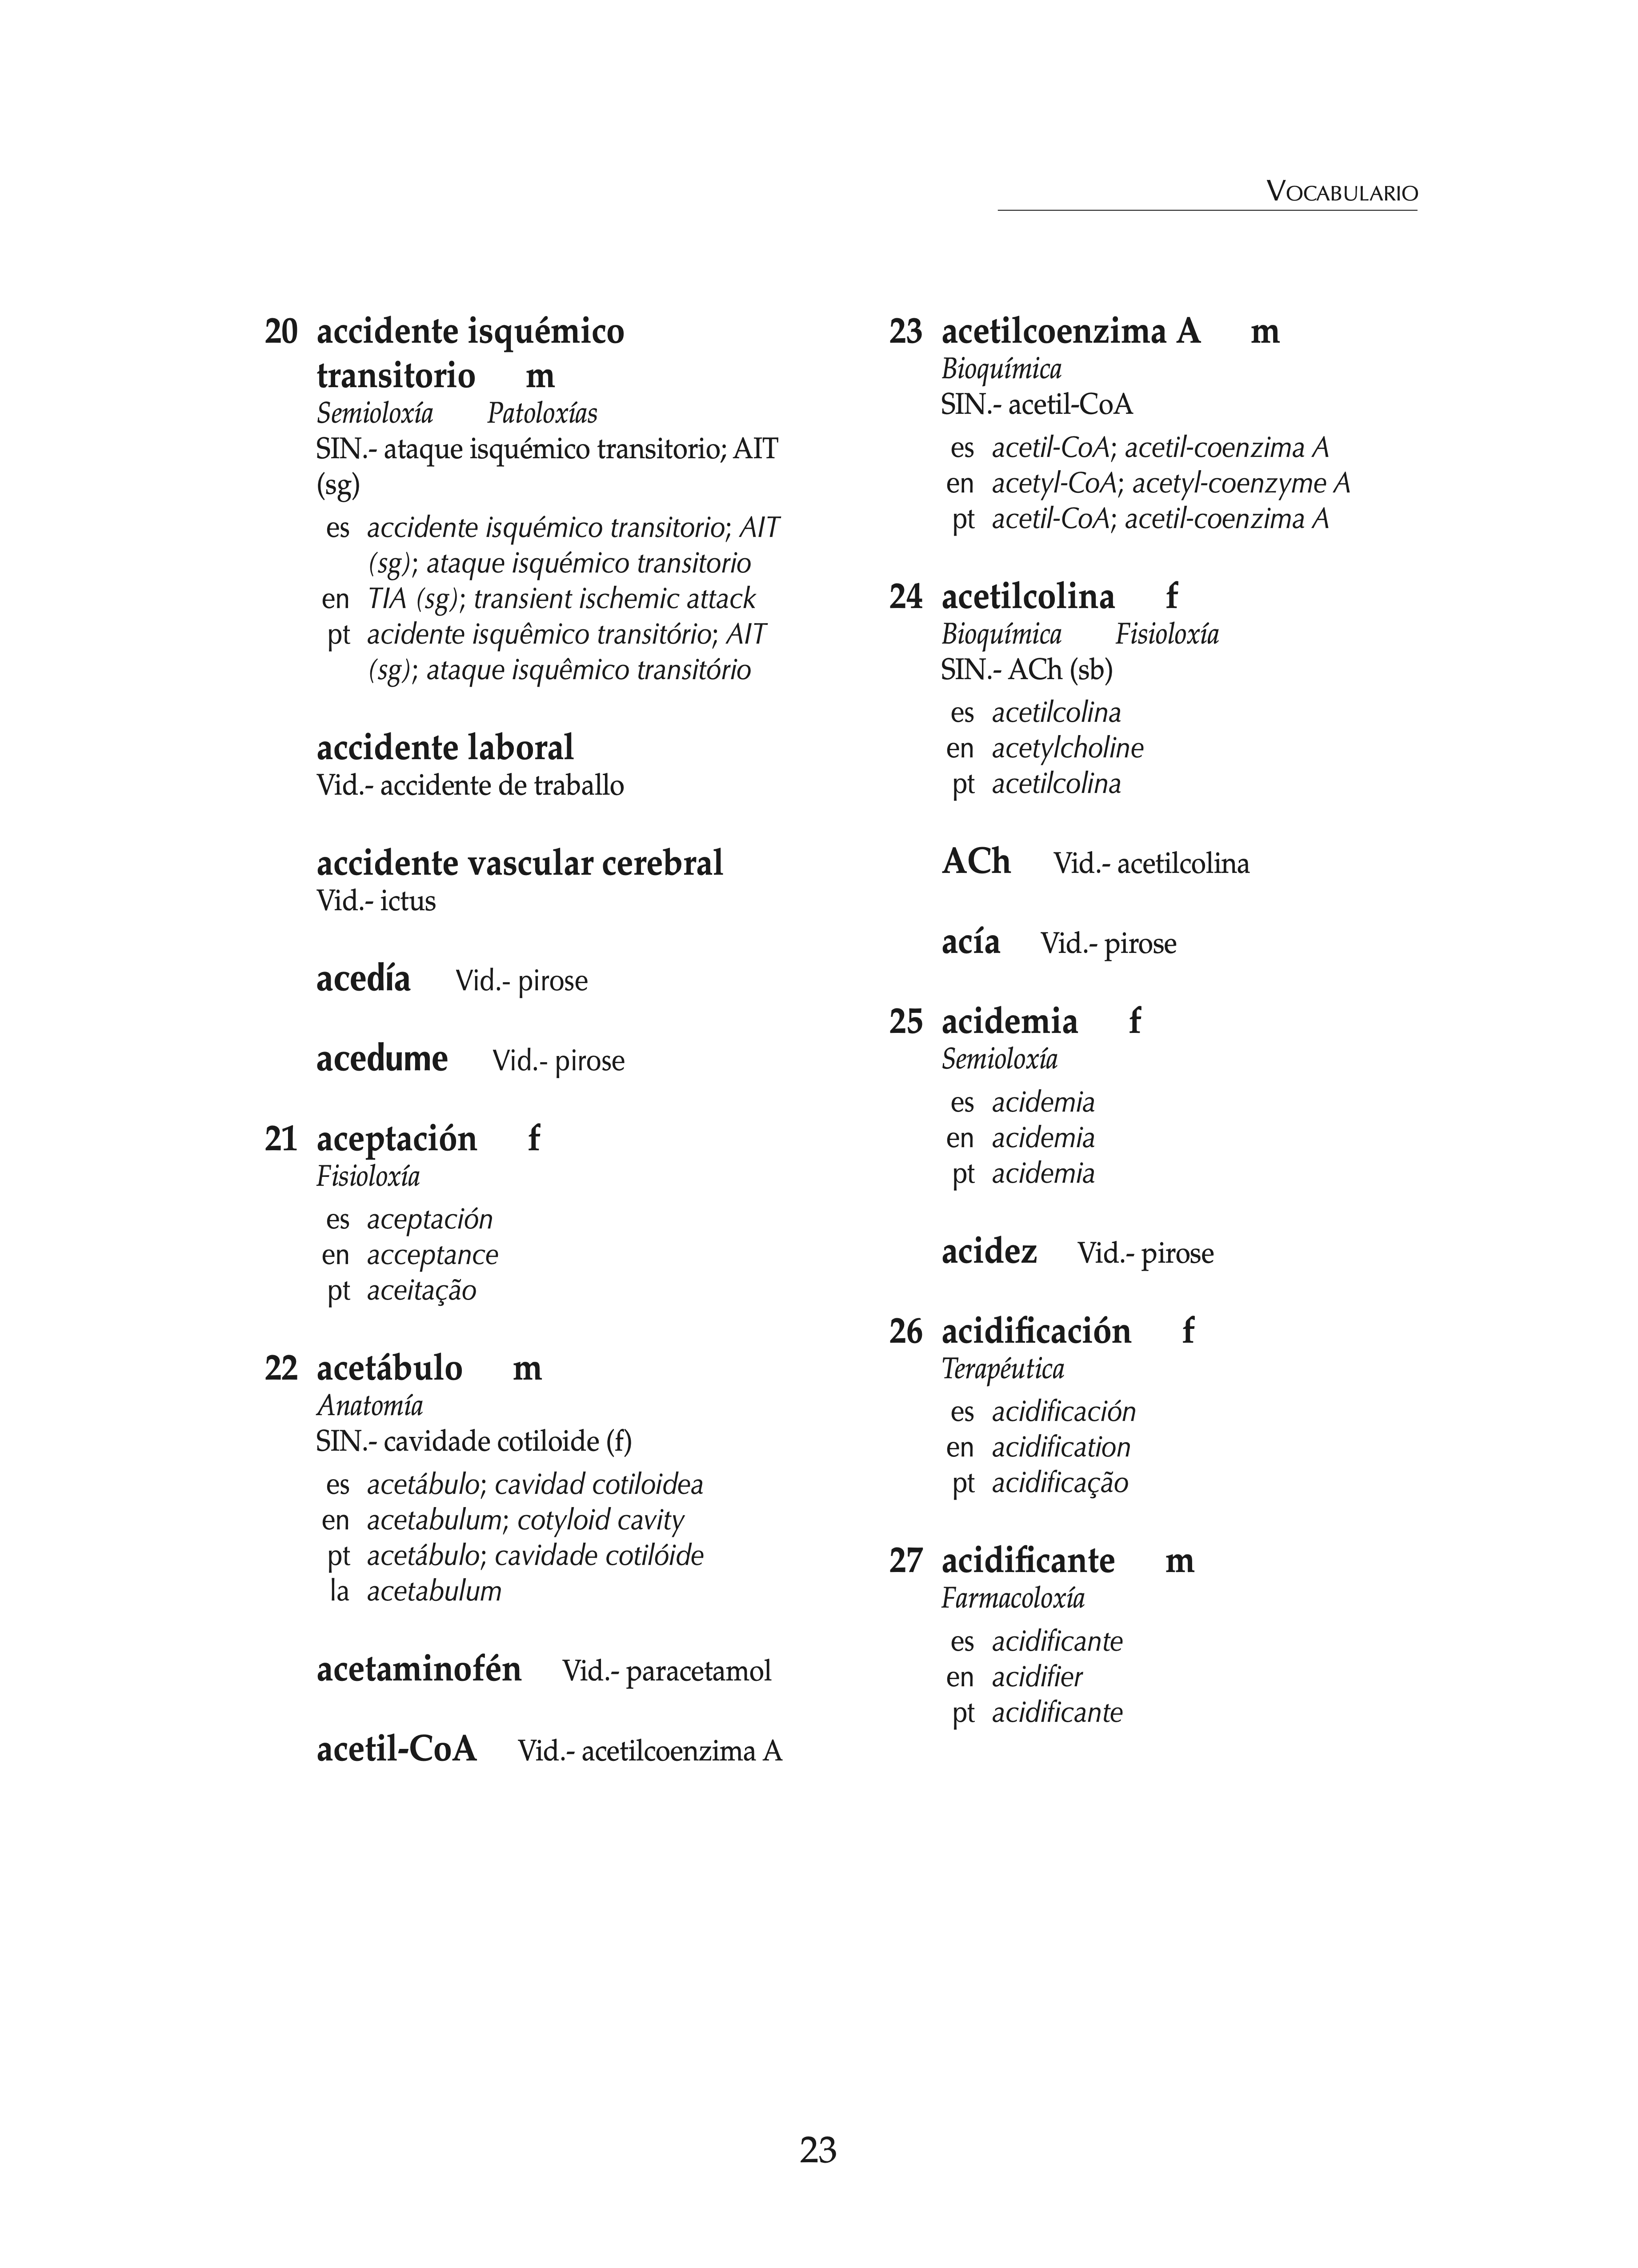 VOCABULARIO
20 accidente isquémico
transitorio m
Semioloxía Patoloxías
SIN.- ataque isquémico transitorio; AIT
(sg)
es accidente isquémico transitorio; AIT
(sg); ataque isquémico transitorio
en TIA (sg); transient ischemic attack
pt acidente isquêmico transitório; AIT
(sg); ataque isquêmico transitório
accidente laboral
Vid.- accidente de traballo
accidente vascular cerebral
Vid.- ictus
acedía Vid.- pirose
acedume Vid.- pirose
21 aceptación f
Fisioloxía
es aceptación
en acceptance
pt aceitação
22 acetábulo m
Anatomía
SIN.- cavidade cotiloide (f)
es acetábulo; cavidad cotiloidea
en acetabulum; cotyloid cavity
pt acetábulo; cavidade cotilóide
la acetabulum
acetaminofén Vid.- paracetamol
acetil-CoA Vid.- acetilcoenzima A
23 acetilcoenzima A m
Bioquímica
SIN.- acetil-CoA
es acetil-CoA; acetil-coenzima A
en acetyl-CoA; acetyl-coenzyme A
pt acetil-CoA; acetil-coenzima A
24 acetilcolina f
Bioquímica Fisioloxía
SIN.- ACh (sb)
es acetilcolina
en acetylcholine
pt acetilcolina
ACh Vid.- acetilcolina
acía Vid.- pirose
25 acidemia f
Semioloxía
es acidemia
en acidemia
pt acidemia
acidez Vid.- pirose
26 acidificación f
Terapéutica
es acidificación
en acidification
pt acidificação
27 acidificante m
Farmacoloxía
es acidificante
en acidifier
pt acidificante
23